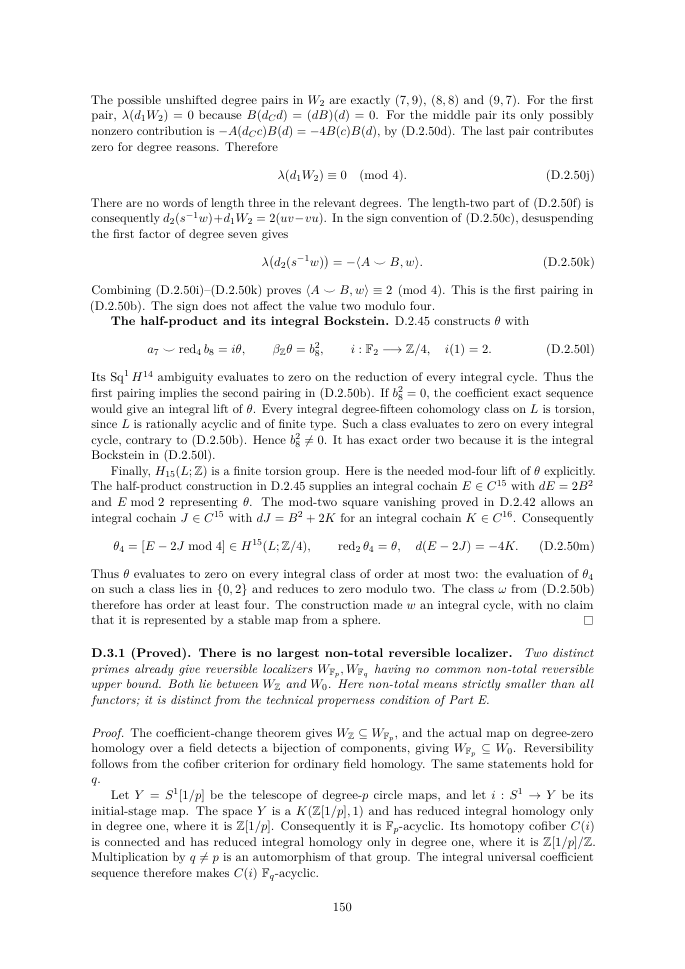 The possible unshifted degree pairs in W₂ are exactly (7, 9), (8, 8) and (9, 7). For the first
pair, λ(d₁W₂) = 0 because B(d_C d) = (dB)(d) = 0. For the middle pair its only possibly
nonzero contribution is −A(d_C c)B(d) = −4B(c)B(d), by (D.2.50d). The last pair contributes
zero for degree reasons. Therefore
λ(d₁W₂) ≡ 0 (mod 4). (D.2.50j)
There are no words of length three in the relevant degrees. The length-two part of (D.2.50f) is
consequently d₂(s⁻¹w)+d₁W₂ = 2(uv−vu). In the sign convention of (D.2.50c), desuspending
the first factor of degree seven gives
λ(d₂(s⁻¹w)) = −⟨A ⌣ B, w⟩. (D.2.50k)
Combining (D.2.50i)–(D.2.50k) proves ⟨A ⌣ B, w⟩ ≡ 2 (mod 4). This is the first pairing in
(D.2.50b). The sign does not affect the value two modulo four.
The half-product and its integral Bockstein. D.2.45 constructs θ with
a₇ ⌣ red₄ b₈ = iθ, β_ℤθ = b₈², i : 𝔽₂ ⟶ ℤ/4, i(1) = 2. (D.2.50l)
Its Sq¹ H¹⁴ ambiguity evaluates to zero on the reduction of every integral cycle. Thus the
first pairing implies the second pairing in (D.2.50b). If b₈² = 0, the coefficient exact sequence
would give an integral lift of θ. Every integral degree-fifteen cohomology class on L is torsion,
since L is rationally acyclic and of finite type. Such a class evaluates to zero on every integral
cycle, contrary to (D.2.50b). Hence b₈² ≠ 0. It has exact order two because it is the integral
Bockstein in (D.2.50l).
Finally, H₁₅(L; ℤ) is a finite torsion group. Here is the needed mod-four lift of θ explicitly.
The half-product construction in D.2.45 supplies an integral cochain E ∈ C¹⁵ with dE = 2B²
and E mod 2 representing θ. The mod-two square vanishing proved in D.2.42 allows an
integral cochain J ∈ C¹⁵ with dJ = B² + 2K for an integral cochain K ∈ C¹⁶. Consequently
θ₄ = [E − 2J mod 4] ∈ H¹⁵(L; ℤ/4), red₂ θ₄ = θ, d(E − 2J) = −4K. (D.2.50m)
Thus θ evaluates to zero on every integral class of order at most two: the evaluation of θ₄
on such a class lies in {0, 2} and reduces to zero modulo two. The class ω from (D.2.50b)
therefore has order at least four. The construction made w an integral cycle, with no claim
that it is represented by a stable map from a sphere. □
D.3.1 (Proved). There is no largest non-total reversible localizer. Two distinct
primes already give reversible localizers W_𝔽ₚ, W_𝔽_q having no common non-total reversible
upper bound. Both lie between W_ℤ and W₀. Here non-total means strictly smaller than all
functors; it is distinct from the technical properness condition of Part E.
Proof. The coefficient-change theorem gives W_ℤ ⊆ W_𝔽ₚ, and the actual map on degree-zero
homology over a field detects a bijection of components, giving W_𝔽ₚ ⊆ W₀. Reversibility
follows from the cofiber criterion for ordinary field homology. The same statements hold for
q.
Let Y = S¹[1/p] be the telescope of degree-p circle maps, and let i : S¹ → Y be its
initial-stage map. The space Y is a K(ℤ[1/p], 1) and has reduced integral homology only
in degree one, where it is ℤ[1/p]. Consequently it is 𝔽ₚ-acyclic. Its homotopy cofiber C(i)
is connected and has reduced integral homology only in degree one, where it is ℤ[1/p]/ℤ.
Multiplication by q ≠ p is an automorphism of that group. The integral universal coefficient
sequence therefore makes C(i) 𝔽_q-acyclic.
150